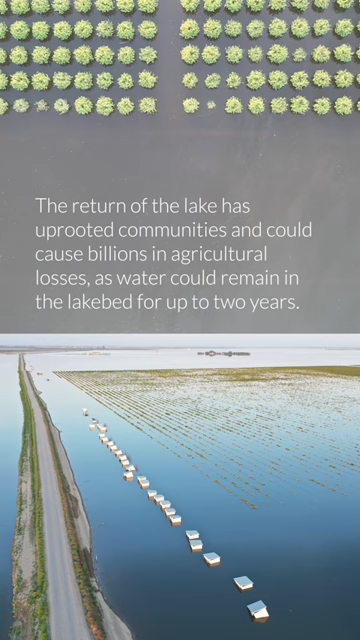 The return of the lake has
uprooted communities and could
cause billions in agricultural
losses, as water could remain in
the lakebed for up to two years.